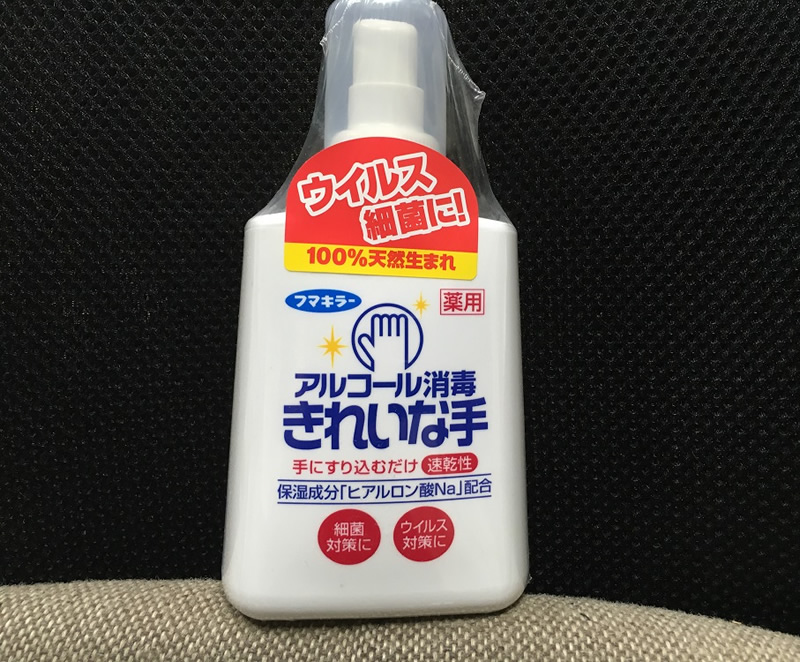 ウイルス
細菌に!
100%天然生まれ
フマキラー
薬用
アルコール消毒
きれいな手
手にすり込むだけ 速乾性
保湿成分「ヒアルロン酸Na」配合
細菌
対策に
ウイルス
対策に